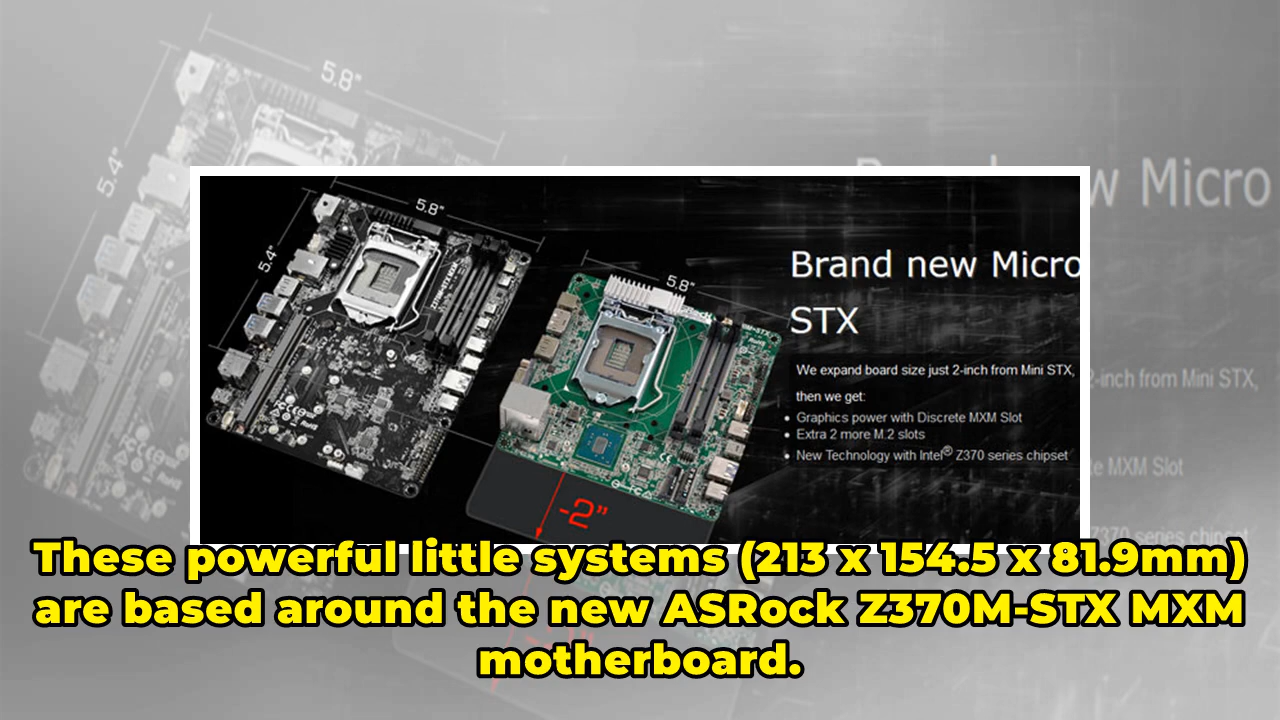 5.8"
5.4"
5.8"
Brand new Micro
STX
We expand board size just 2-inch from Mini STX,
then we get:
• Graphics power with Discrete MXM Slot
• Extra 2 more M.2 slots
• New Technology with Intel® Z370 series chipset
-2"
These powerful little systems (213 x 154.5 x 81.9mm)
are based around the new ASRock Z370M-STX MXM
motherboard.